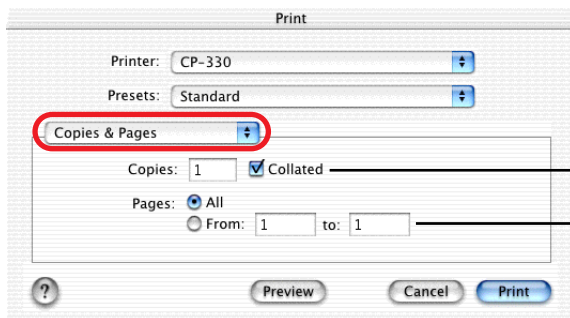 Print
Printer: CP-330
Presets: Standard
Copies & Pages
Copies: 1 Collated
Pages: All
From: 1 to: 1
? Preview Cancel Print